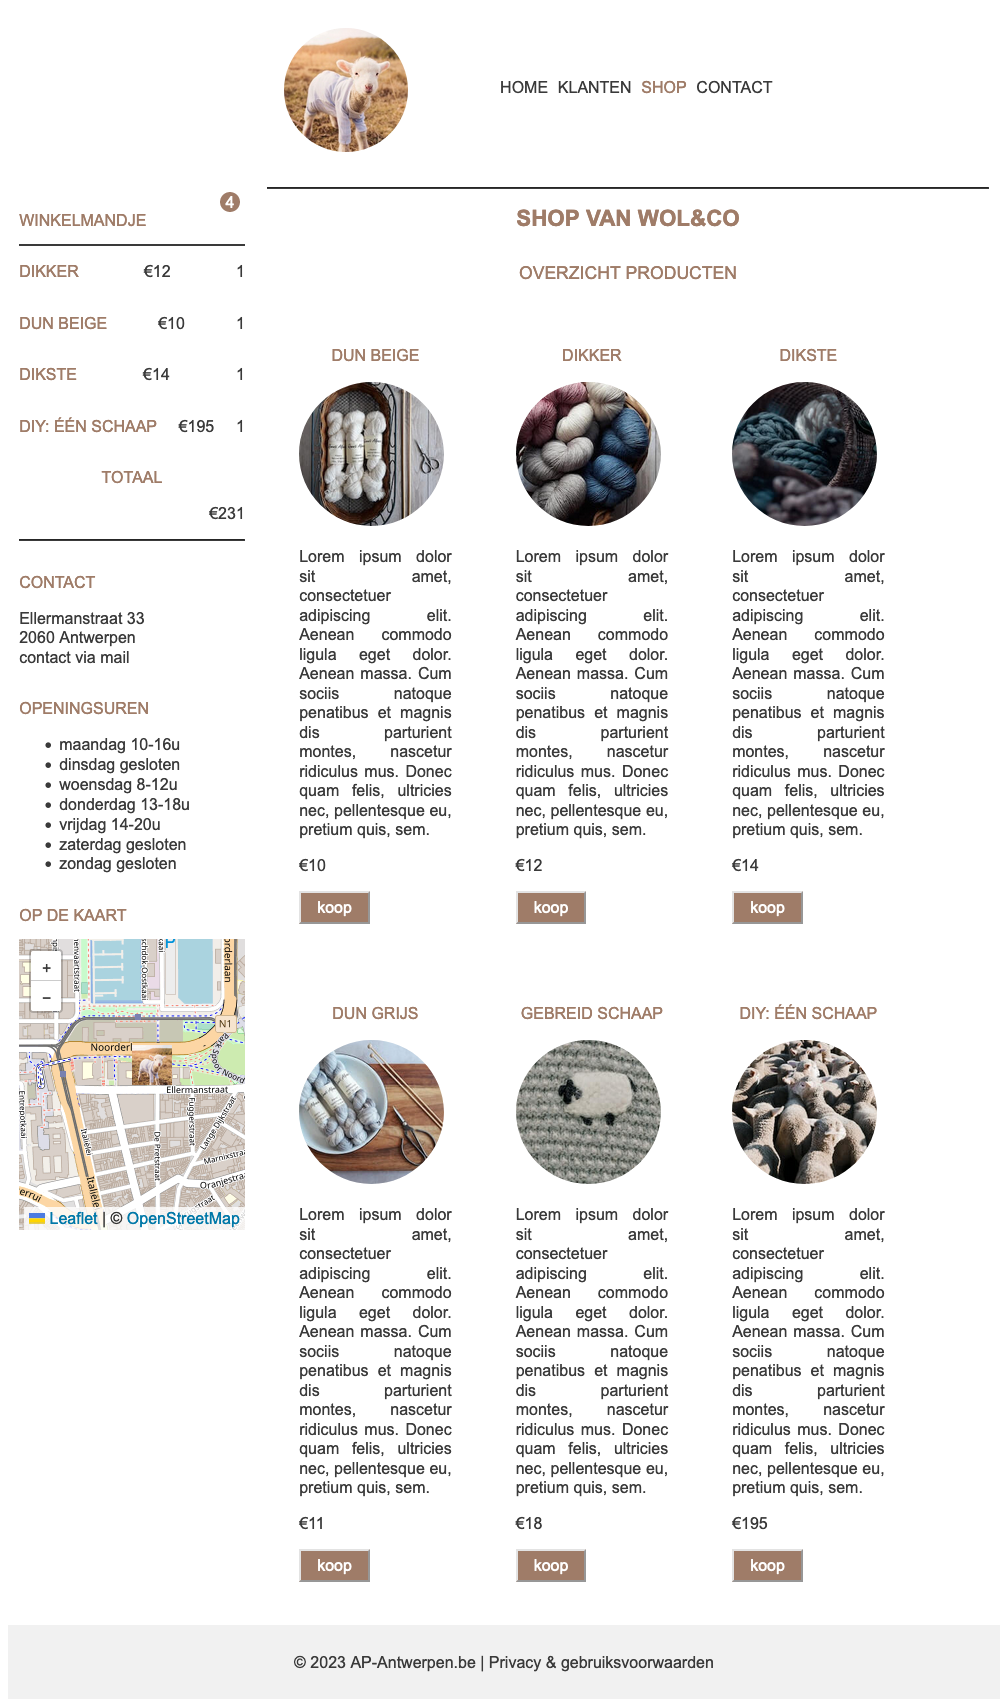 HOME KLANTEN SHOP CONTACT
WINKELMANDJE
4
DIKKER €12 1
DUN BEIGE €10 1
DIKSTE €14 1
DIY: ÉÉN SCHAAP €195 1
TOTAAL
€231
CONTACT
Ellermanstraat 33
2060 Antwerpen
contact via mail
OPENINGSUREN
maandag 10-16u
dinsdag gesloten
woensdag 8-12u
donderdag 13-18u
vrijdag 14-20u
zaterdag gesloten
zondag gesloten
OP DE KAART
+
−
P
N1
Noorderl
Ellermanstraat
Entrepotkaai
Italiëlei
De Pretstraat
Fuggerstraat
Lange Dijkstraat
Marnixstraat
Oranjestraat
Italiëlei
Leaflet | © OpenStreetMap
SHOP VAN WOL&CO
OVERZICHT PRODUCTEN
DUN BEIGE
Lorem ipsum dolor
sit amet,
consectetuer
adipiscing elit.
Aenean commodo
ligula eget dolor.
Aenean massa. Cum
sociis natoque
penatibus et magnis
dis parturient
montes, nascetur
ridiculus mus. Donec
quam felis, ultricies
nec, pellentesque eu,
pretium quis, sem.
€10
koop
DIKKER
Lorem ipsum dolor
sit amet,
consectetuer
adipiscing elit.
Aenean commodo
ligula eget dolor.
Aenean massa. Cum
sociis natoque
penatibus et magnis
dis parturient
montes, nascetur
ridiculus mus. Donec
quam felis, ultricies
nec, pellentesque eu,
pretium quis, sem.
€12
koop
DIKSTE
Lorem ipsum dolor
sit amet,
consectetuer
adipiscing elit.
Aenean commodo
ligula eget dolor.
Aenean massa. Cum
sociis natoque
penatibus et magnis
dis parturient
montes, nascetur
ridiculus mus. Donec
quam felis, ultricies
nec, pellentesque eu,
pretium quis, sem.
€14
koop
DUN GRIJS
Lorem ipsum dolor
sit amet,
consectetuer
adipiscing elit.
Aenean commodo
ligula eget dolor.
Aenean massa. Cum
sociis natoque
penatibus et magnis
dis parturient
montes, nascetur
ridiculus mus. Donec
quam felis, ultricies
nec, pellentesque eu,
pretium quis, sem.
€11
koop
GEBREID SCHAAP
Lorem ipsum dolor
sit amet,
consectetuer
adipiscing elit.
Aenean commodo
ligula eget dolor.
Aenean massa. Cum
sociis natoque
penatibus et magnis
dis parturient
montes, nascetur
ridiculus mus. Donec
quam felis, ultricies
nec, pellentesque eu,
pretium quis, sem.
€18
koop
DIY: ÉÉN SCHAAP
Lorem ipsum dolor
sit amet,
consectetuer
adipiscing elit.
Aenean commodo
ligula eget dolor.
Aenean massa. Cum
sociis natoque
penatibus et magnis
dis parturient
montes, nascetur
ridiculus mus. Donec
quam felis, ultricies
nec, pellentesque eu,
pretium quis, sem.
€195
koop
© 2023 AP-Antwerpen.be | Privacy & gebruiksvoorwaarden